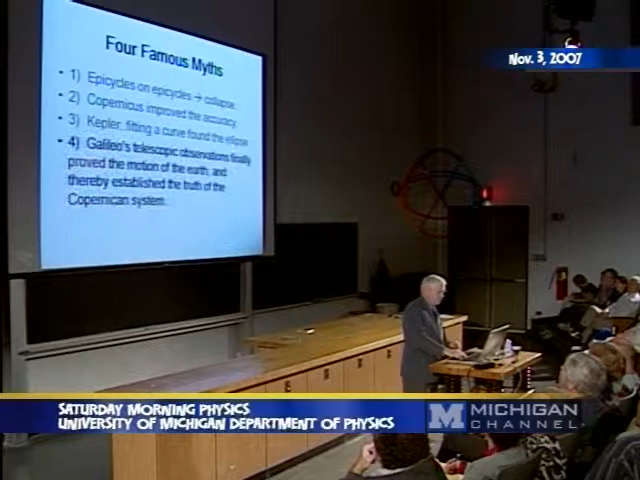 Four Famous Myths
• 1) Epicycles on epicycles → collapse.
• 2) Copernicus improved the accuracy.
• 3) Kepler: fitting a curve found the ellipse
• 4) Galileo's telescopic observations finally
proved the motion of the earth, and
thereby established the truth of the
Copernican system.
Nov. 3, 2007
SATURDAY MORNING PHYSICS
UNIVERSITY OF MICHIGAN DEPARTMENT OF PHYSICS
M MICHIGAN
CHANNEL